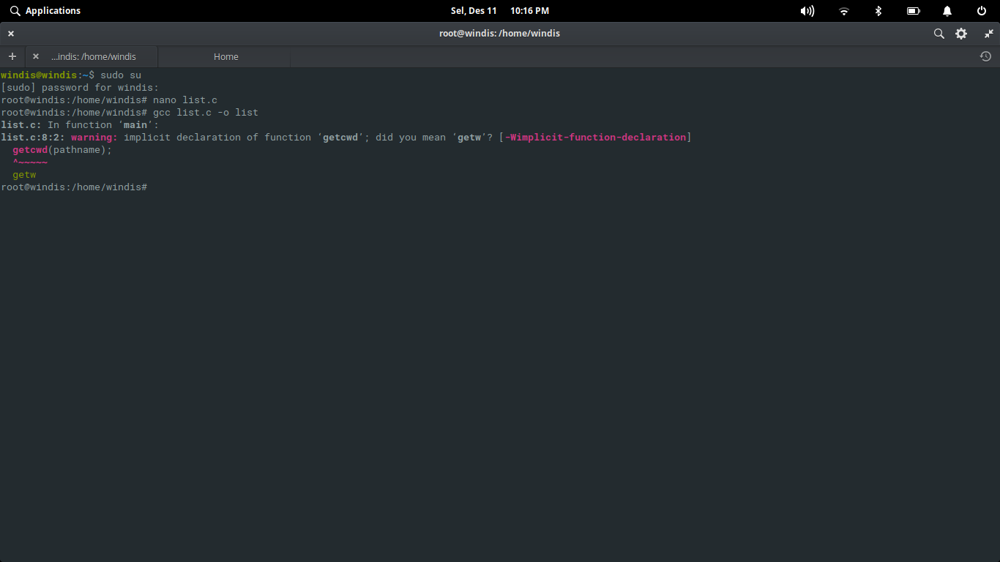 Applications
Sel, Des 11 10:16 PM
root@windis: /home/windis
...indis: /home/windis
Home
windis@windis:~$ sudo su
[sudo] password for windis:
root@windis:/home/windis# nano list.c
root@windis:/home/windis# gcc list.c -o list
list.c: In function ‘main’:
list.c:8:2: warning: implicit declaration of function ‘getcwd’; did you mean ‘getw’? [-Wimplicit-function-declaration]
getcwd(pathname);
^~~~~~
getw
root@windis:/home/windis#